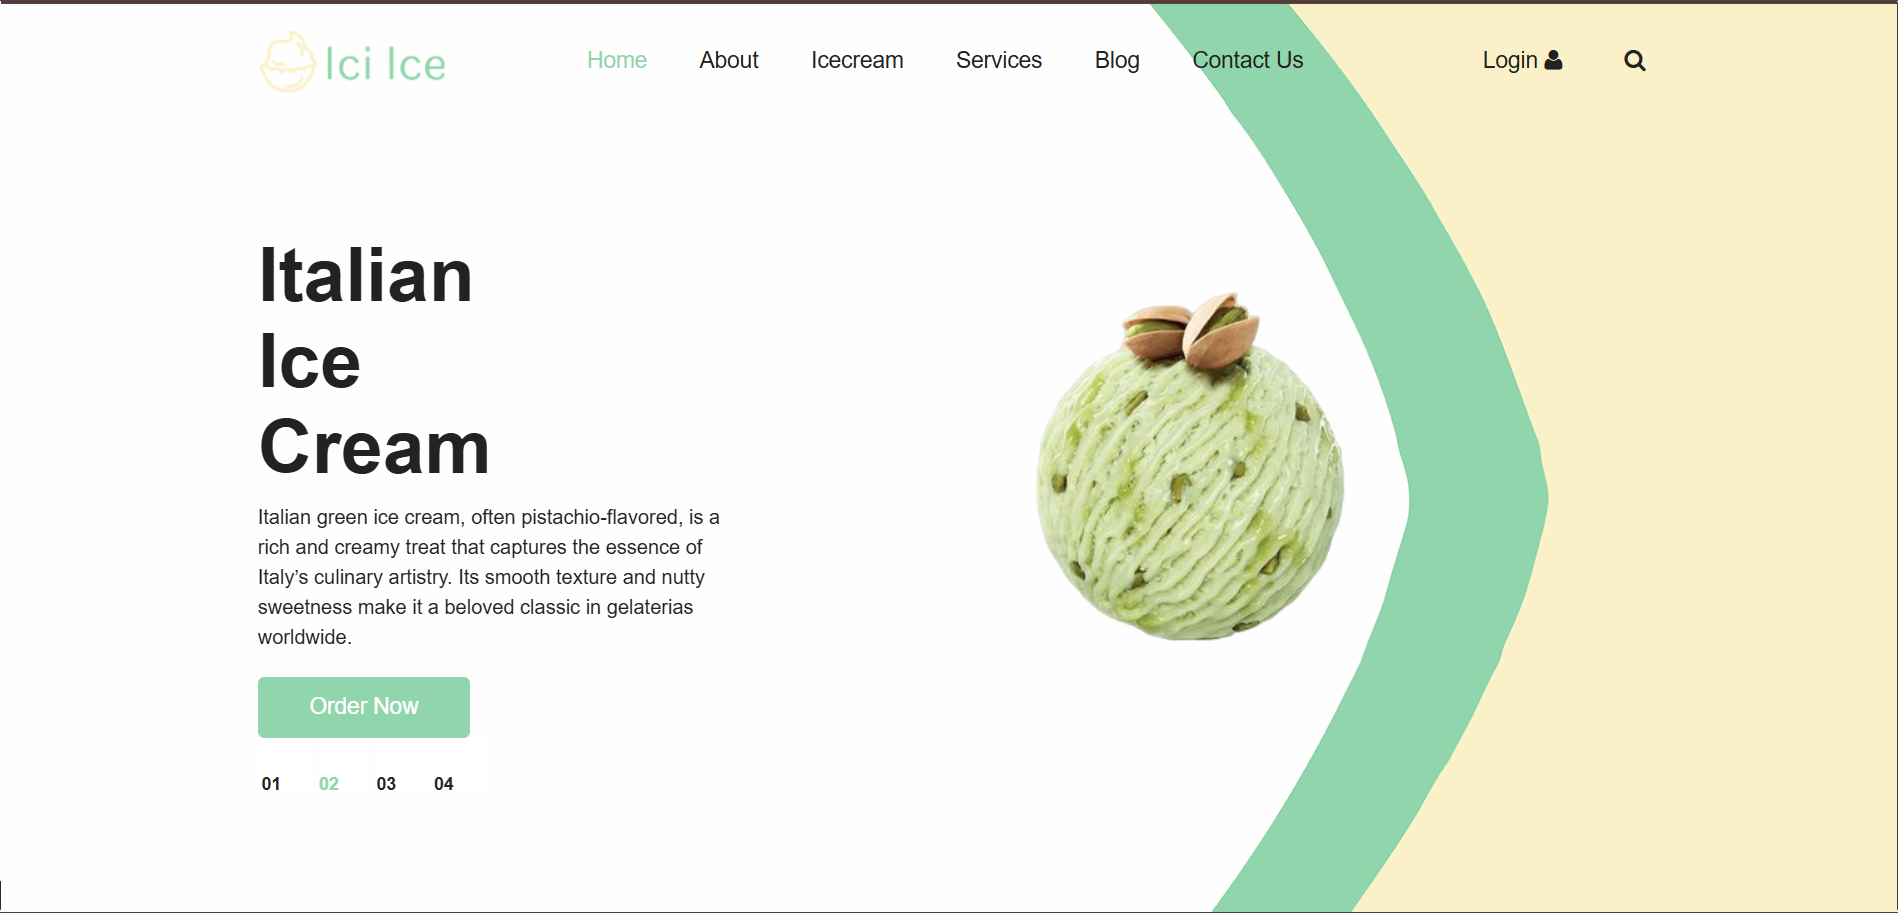 Ici Ice
Home About Icecream Services Blog Contact Us Login
Italian
Ice
Cream
Italian green ice cream, often pistachio-flavored, is a
rich and creamy treat that captures the essence of
Italy’s culinary artistry. Its smooth texture and nutty
sweetness make it a beloved classic in gelaterias
worldwide.
Order Now
01 02 03 04